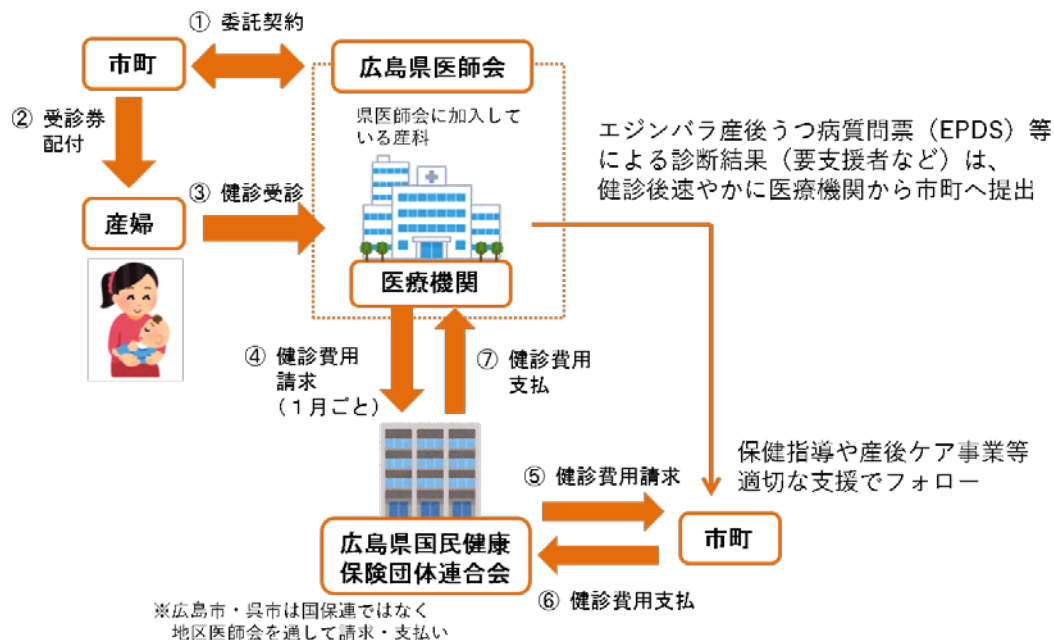 ① 委託契約
市町
広島県医師会
② 受診券
配付
県医師会に加入して
いる産科
エジンバラ産後うつ病質問票（EPDS）等
による診断結果（要支援者など）は、
健診後速やかに医療機関から市町へ提出
③ 健診受診
産婦
医療機関
④ 健診費用
請求
（１月ごと）
⑦ 健診費用
支払
保健指導や産後ケア事業等
適切な支援でフォロー
⑤ 健診費用請求
市町
広島県国民健康
保険団体連合会
⑥ 健診費用支払
※広島市・呉市は国保連ではなく
地区医師会を通して請求・支払い